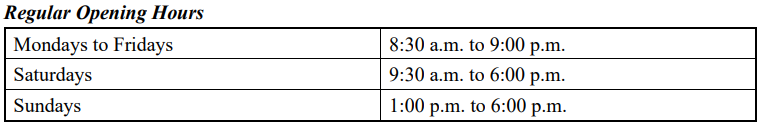 Regular Opening Hours
Mondays to Fridays 8:30 a.m. to 9:00 p.m.
Saturdays 9:30 a.m. to 6:00 p.m.
Sundays 1:00 p.m. to 6:00 p.m.